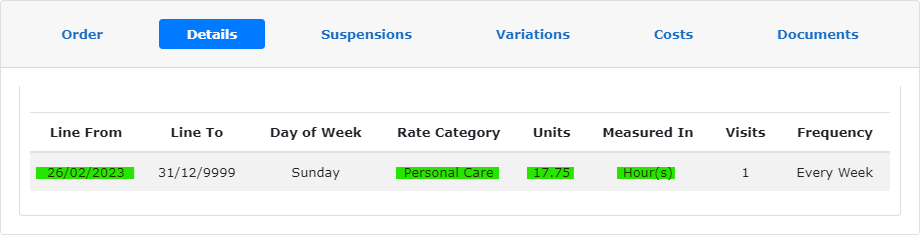 Order Details Suspensions Variations Costs Documents
Line From Line To Day of Week Rate Category Units Measured In Visits Frequency
26/02/2023 31/12/9999 Sunday Personal Care 17.75 Hour(s) 1 Every Week